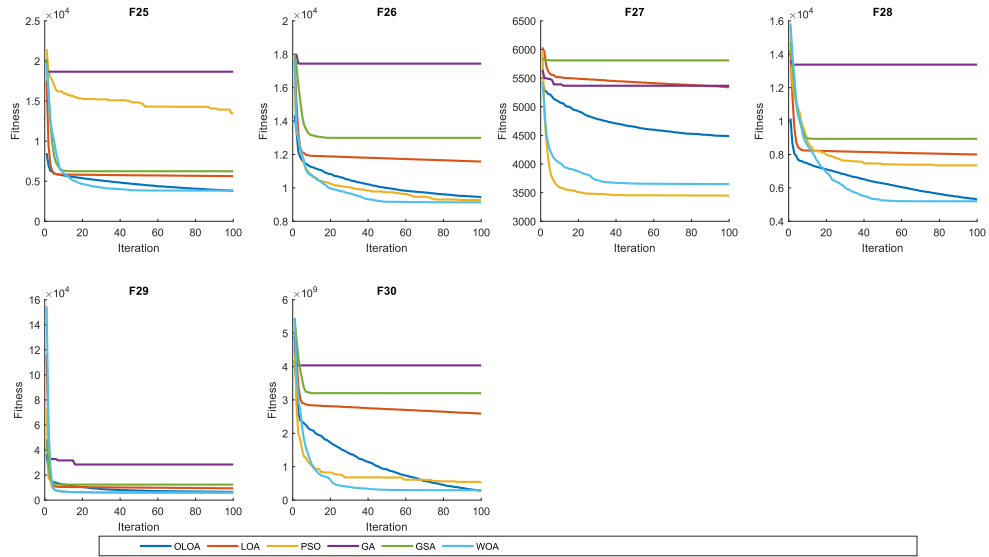 F25
×10^4
2.5
2
1.5
1
0.5
0
Fitness
0 20 40 60 80 100
Iteration
F26
×10^4
2
1.8
1.6
1.4
1.2
1
0.8
Fitness
0 20 40 60 80 100
Iteration
F27
6500
6000
5500
5000
4500
4000
3500
3000
Fitness
0 20 40 60 80 100
Iteration
F28
×10^4
1.6
1.4
1.2
1
0.8
0.6
0.4
Fitness
0 20 40 60 80 100
Iteration
F29
×10^4
16
14
12
10
8
6
4
2
0
Fitness
0 20 40 60 80 100
Iteration
F30
×10^9
6
5
4
3
2
1
0
Fitness
0 20 40 60 80 100
Iteration
OLOA LOA PSO GA GSA WOA